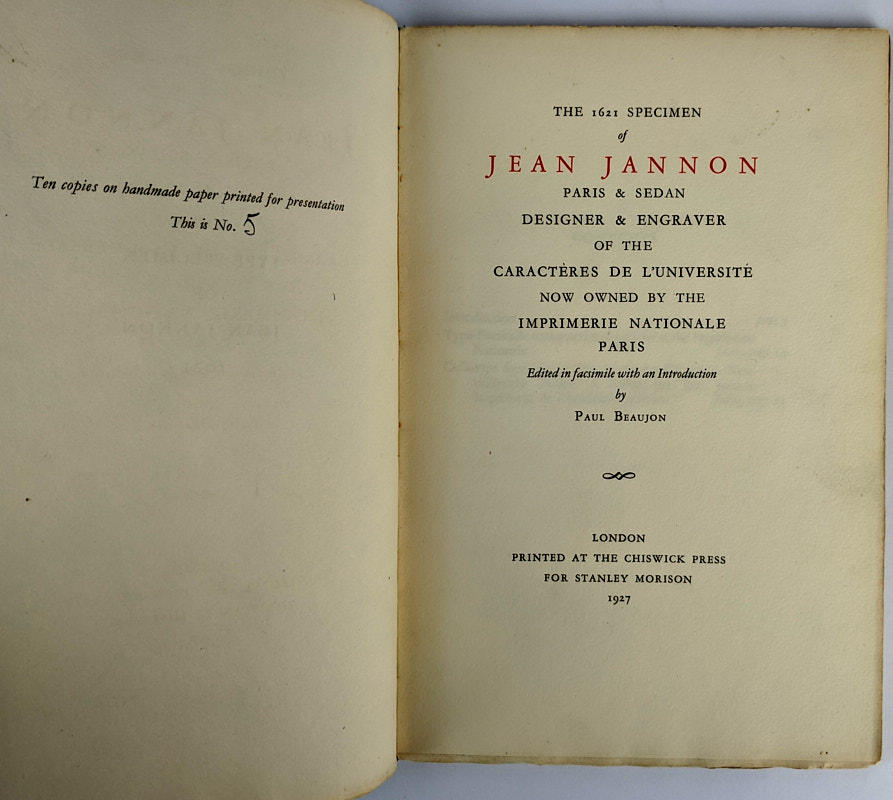 Ten copies on handmade paper printed for presentation
This is No. 5
THE 1621 SPECIMEN
of
JEAN JANNON
PARIS & SEDAN
DESIGNER & ENGRAVER
OF THE
CARACTÈRES DE L'UNIVERSITÉ
NOW OWNED BY THE
IMPRIMERIE NATIONALE
PARIS
Edited in facsimile with an Introduction
by
PAUL BEAUJON
LONDON
PRINTED AT THE CHISWICK PRESS
FOR STANLEY MORISON
1927